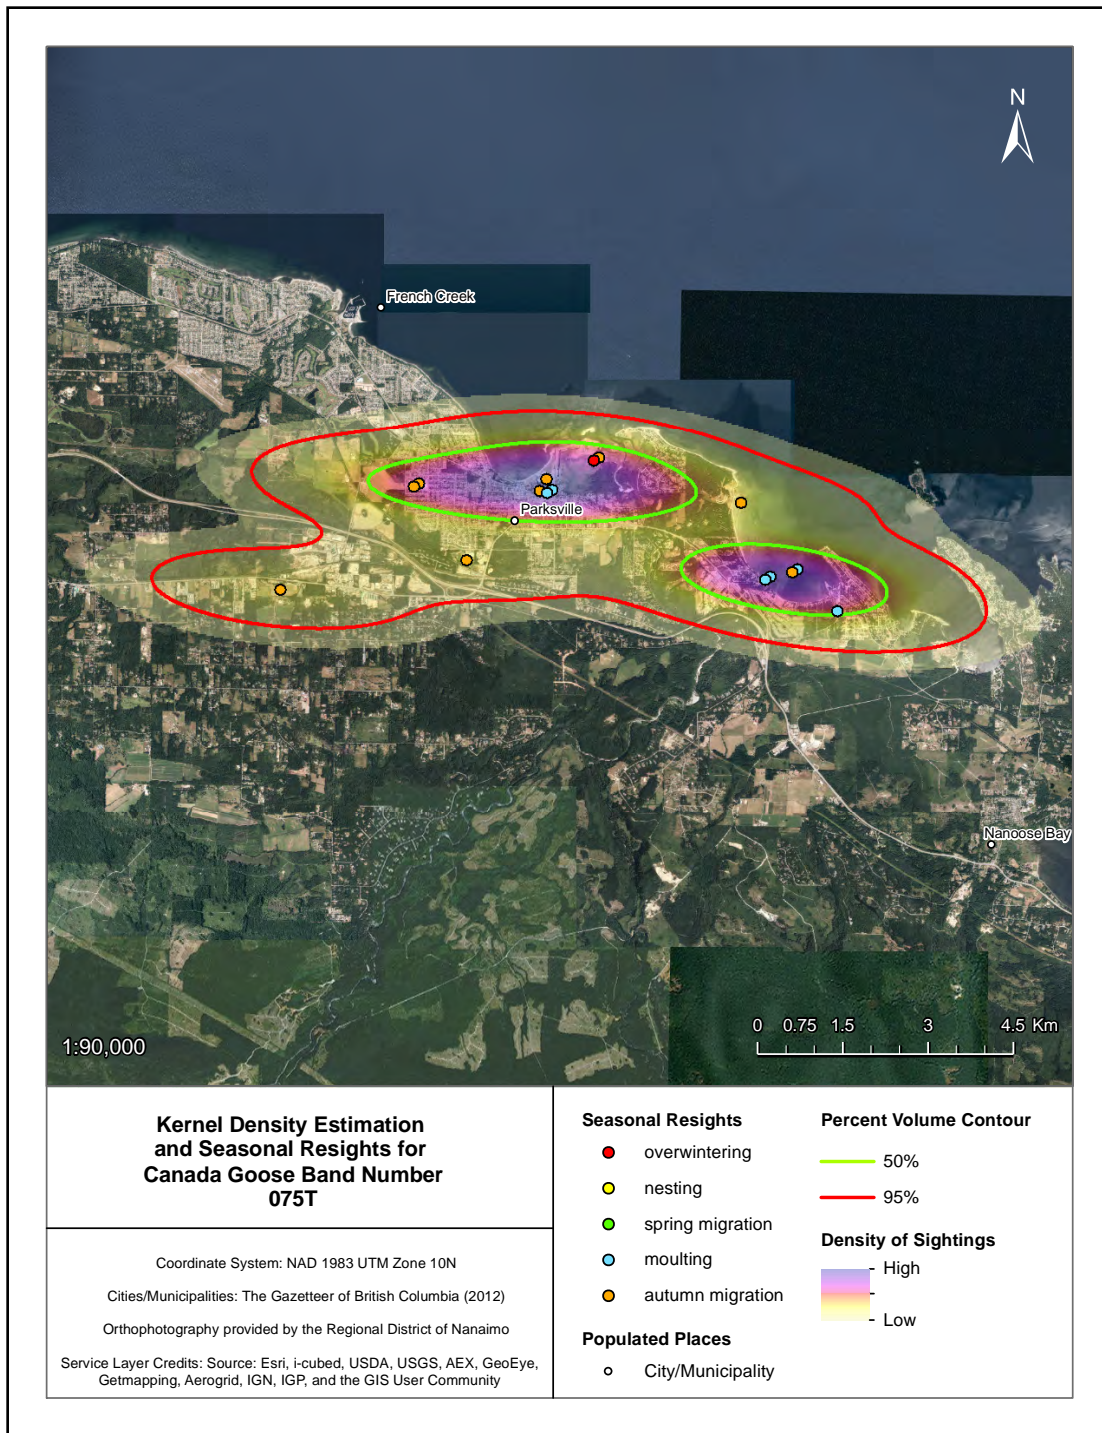 N
French Creek
Parksville
Nanoose Bay
0 0.75 1.5 3 4.5 Km
1:90,000
Kernel Density Estimation
and Seasonal Resights for
Canada Goose Band Number
075T
Coordinate System: NAD 1983 UTM Zone 10N
Cities/Municipalities: The Gazetteer of British Columbia (2012)
Orthophotography provided by the Regional District of Nanaimo
Service Layer Credits: Source: Esri, i-cubed, USDA, USGS, AEX, GeoEye,
Getmapping, Aerogrid, IGN, IGP, and the GIS User Community
Seasonal Resights
overwintering
nesting
spring migration
moulting
autumn migration
Populated Places
City/Municipality
Percent Volume Contour
50%
95%
Density of Sightings
High
Low